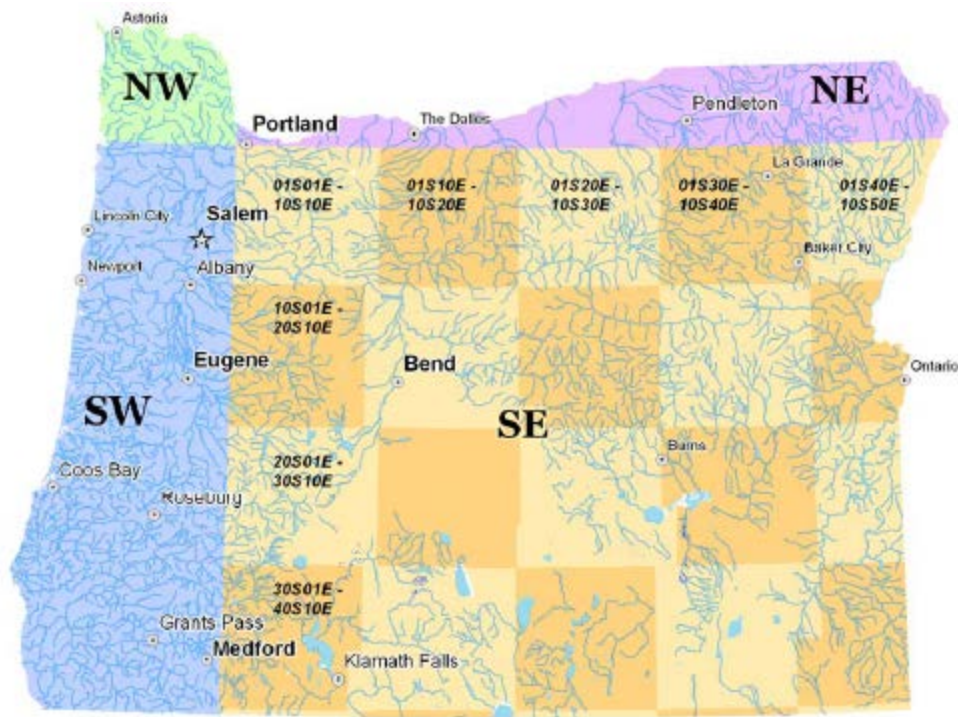 Astoria
NW
NE
Pendleton
Portland
The Dalles
La Grande
01S01E -
10S10E
01S10E -
10S20E
01S20E -
10S30E
01S30E -
10S40E
01S40E -
10S50E
Lincoln City
Salem
Baker City
Newport
Albany
10S01E -
20S10E
Eugene
Bend
Ontario
SW
SE
Burns
Coos Bay
20S01E -
30S10E
Roseburg
30S01E -
40S10E
Grants Pass
Medford
Klamath Falls